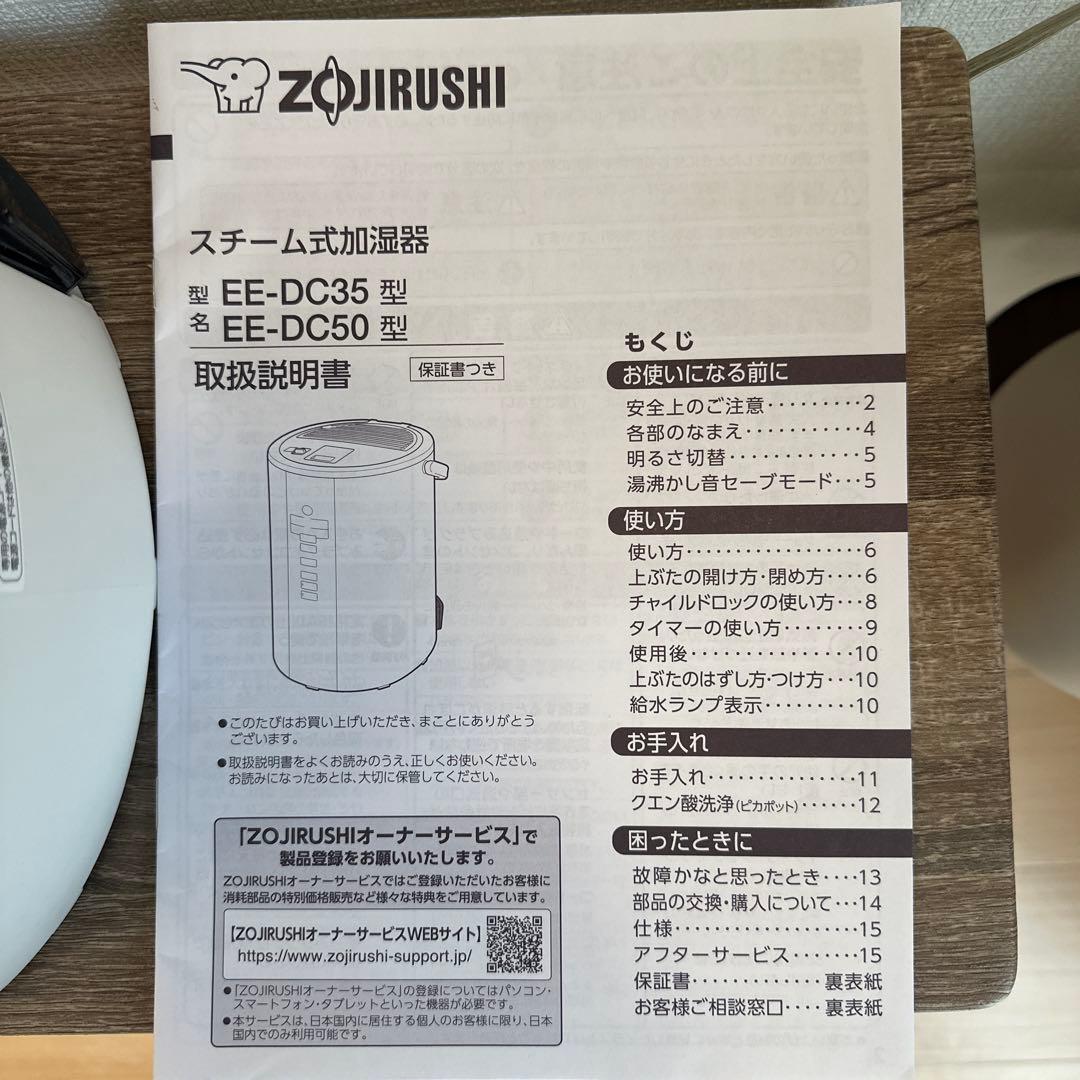 ZOJIRUSHI
スチーム式加湿器
型名 EE-DC35 型
EE-DC50 型
取扱説明書
保証書つき
●このたびはお買い上げいただき、まことにありがとう
ございます。
●取扱説明書をよくお読みのうえ、正しくお使いください。
お読みになったあとは、大切に保管してください。
「ZOJIRUSHIオーナーサービス」で
製品登録をお願いいたします。
ZOJIRUSHIオーナーサービスではご登録いただいたお客様に
消耗部品の特別価格販売など様々な特典をご用意しています。
【ZOJIRUSHIオーナーサービスWEBサイト】
https://www.zojirushi-support.jp/
●「ZOJIRUSHIオーナーサービス」の登録についてはパソコン・
スマートフォン・タブレットといった機器が必要です。
●本サービスは、日本国内に居住する個人のお客様に限り、日本
国内でのみ利用可能です。
もくじ
お使いになる前に
安全上のご注意・・・・・・・・・2
各部のなまえ・・・・・・・・・・・4
明るさ切替・・・・・・・・・・・・5
湯沸かし音セーブモード・・・5
使い方
使い方・・・・・・・・・・・・・・・・・6
上ぶたの開け方・閉め方・・・・6
チャイルドロックの使い方・・・8
タイマーの使い方・・・・・・・・9
使用後・・・・・・・・・・・・・・・10
上ぶたのはずし方・つけ方・・・10
給水ランプ表示・・・・・・・・・10
お手入れ
お手入れ・・・・・・・・・・・・・・・11
クエン酸洗浄(ピカポット)・・・・・・12
困ったときに
故障かなと思ったとき・・・・13
部品の交換・購入について・・・14
仕様・・・・・・・・・・・・・・・・・・15
アフターサービス・・・・・・・15
保証書・・・・・・・・・・・・・裏表紙
お客様ご相談窓口・・・・裏表紙